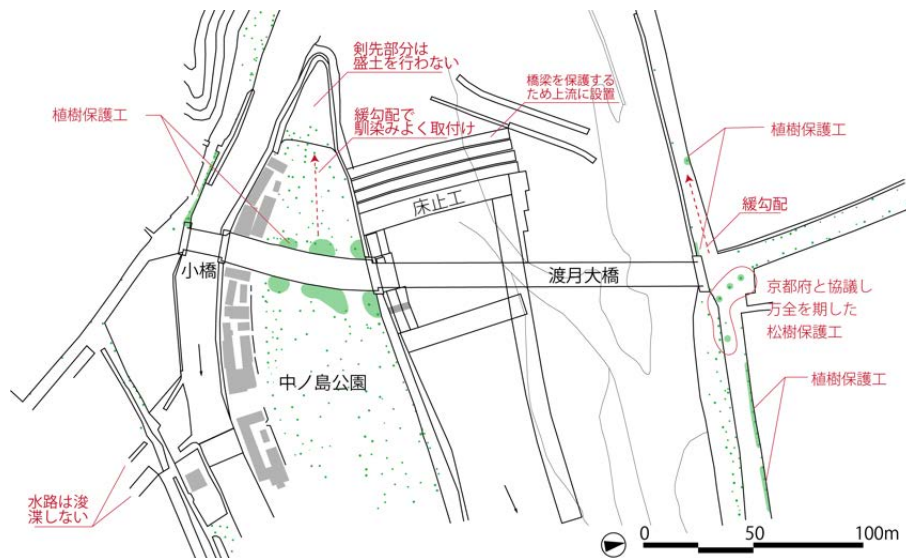 剣先部分は
盛土を行わない
橋梁を保護する
ため上流に設置
植樹保護工
緩勾配で
馴染みよく取付け
植樹保護工
床止工
緩勾配
小橋
渡月大橋
京都府と協議し
万全を期した
松樹保護工
中ノ島公園
植樹保護工
水路は浚
渫しない
0 50 100m